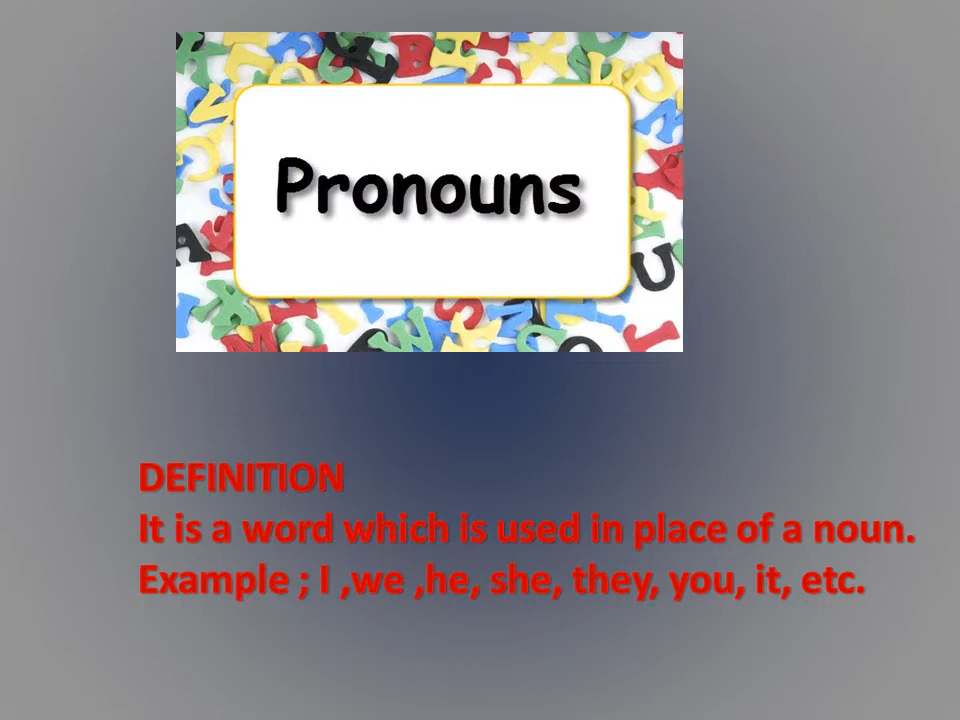 Pronouns
DEFINITION
It is a word which is used in place of a noun.
Example ; I ,we ,he, she, they, you, it, etc.